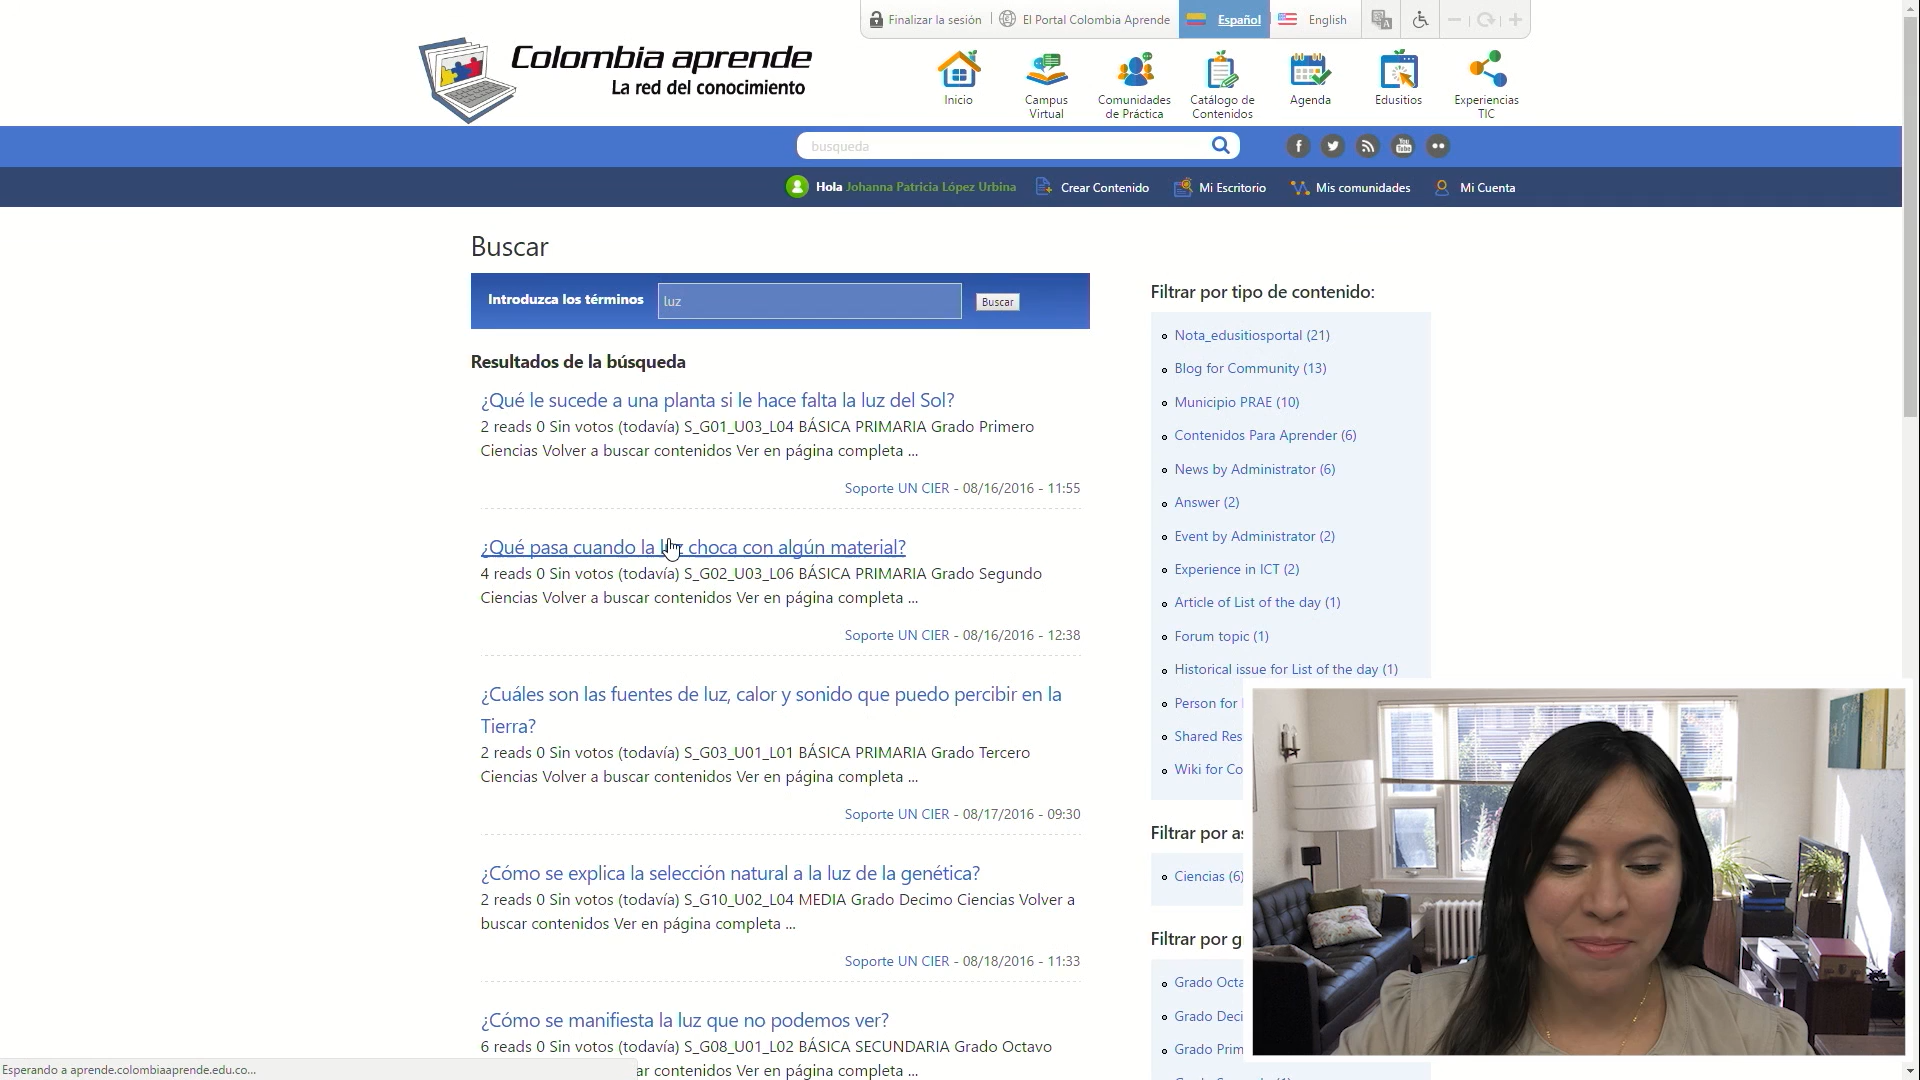 Finalizar la sesión
El Portal Colombia Aprende
Español
English
Colombia aprende
La red del conocimiento
Inicio
Campus
Virtual
Comunidades
de Práctica
Catálogo de
Contenidos
Agenda
Edusitios
Experiencias
TIC
busqueda
Hola Johanna Patricia López Urbina
Crear Contenido
Mi Escritorio
Mis comunidades
Mi Cuenta
Buscar
Introduzca los términos
luz
Buscar
Resultados de la búsqueda
¿Qué le sucede a una planta si le hace falta la luz del Sol?
2 reads 0 Sin votos (todavía) S_G01_U03_L04 BÁSICA PRIMARIA Grado Primero
Ciencias Volver a buscar contenidos Ver en página completa ...
Soporte UN CIER - 08/16/2016 - 11:55
¿Qué pasa cuando la luz choca con algún material?
4 reads 0 Sin votos (todavía) S_G02_U03_L06 BÁSICA PRIMARIA Grado Segundo
Ciencias Volver a buscar contenidos Ver en página completa ...
Soporte UN CIER - 08/16/2016 - 12:38
¿Cuáles son las fuentes de luz, calor y sonido que puedo percibir en la
Tierra?
2 reads 0 Sin votos (todavía) S_G03_U01_L01 BÁSICA PRIMARIA Grado Tercero
Ciencias Volver a buscar contenidos Ver en página completa ...
Soporte UN CIER - 08/17/2016 - 09:30
¿Cómo se explica la selección natural a la luz de la genética?
2 reads 0 Sin votos (todavía) S_G10_U02_L04 MEDIA Grado Decimo Ciencias Volver a
buscar contenidos Ver en página completa ...
Soporte UN CIER - 08/18/2016 - 11:33
¿Cómo se manifiesta la luz que no podemos ver?
6 reads 0 Sin votos (todavía) S_G08_U01_L02 BÁSICA SECUNDARIA Grado Octavo
ar contenidos Ver en página completa ...
Filtrar por tipo de contenido:
Nota_edusitiosportal (21)
Blog for Community (13)
Municipio PRAE (10)
Contenidos Para Aprender (6)
News by Administrator (6)
Answer (2)
Event by Administrator (2)
Experience in ICT (2)
Article of List of the day (1)
Forum topic (1)
Historical issue for List of the day (1)
Person for
Shared Res
Wiki for Co
Filtrar por a
Ciencias (6)
Filtrar por g
Grado Octa
Grado Deci
Grado Prim
Esperando a aprende.colombiaaprende.edu.co...